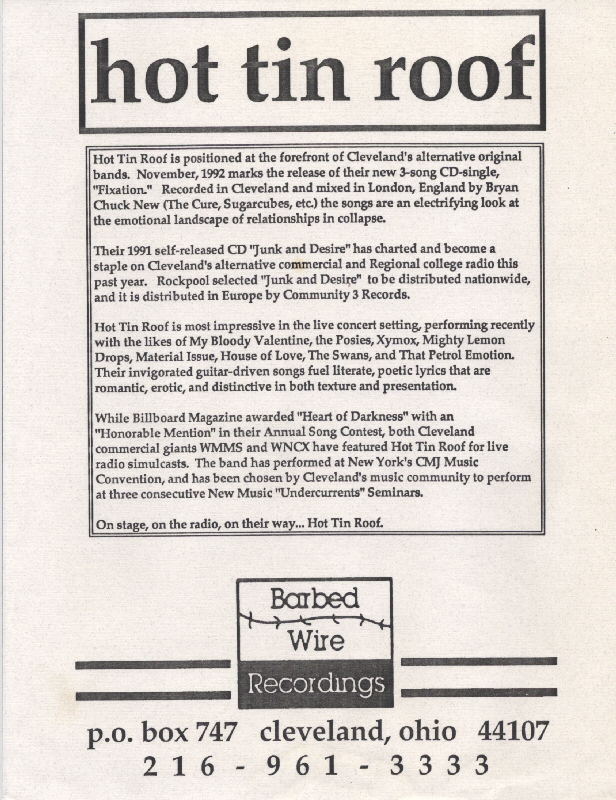 hot tin roof
Hot Tin Roof is positioned at the forefront of Cleveland's alternative original
bands. November, 1992 marks the release of their new 3-song CD-single,
"FIxation." Recorded in Cleveland and mixed in London, England by Bryan
Chuck New (The Cure, Sugarcubes, etc.) the songs are an electrifying look at
the emotional landscape of relationships in collapse.
Their 1991 self-released CD "Junk and Desire" has charted and become a
staple on Cleveland's alternative commercial and Regional college radio this
past year. Rockpool selected "Junk and Desire" to be distributed nationwide,
and it is distributed in Europe by Community 3 Records.
Hot Tin Roof is most impressive in the live concert setting, performing recently
with the likes of My Bloody Valentine, the Posies, Xymox, Mighty Lemon
Drops, Material Issue, House of Love, The Swans, and That Petrol Emotion.
Their invigorated guitar-driven songs fuel literate, poetic lyrics that are
romantic, erotic, and distinctive in both texture and presentation.
While Billboard Magazine awarded "Heart of Darkness" with an
"Honorable Mention" in their Annual Song Contest, both Cleveland
commercial giants WMMS and WNCX have featured Hot Tin Roof for live
radio simulcasts. The band has performed at New York's CMJ Music
Convention, and has been chosen by Cleveland's music community to perform
at three consecutive New Music "Undercurrents" Seminars.
On stage, on the radio, on their way... Hot Tin Roof.
Barbed
Wire
Recordings
p.o. box 747 cleveland, ohio 44107
216-961-3333